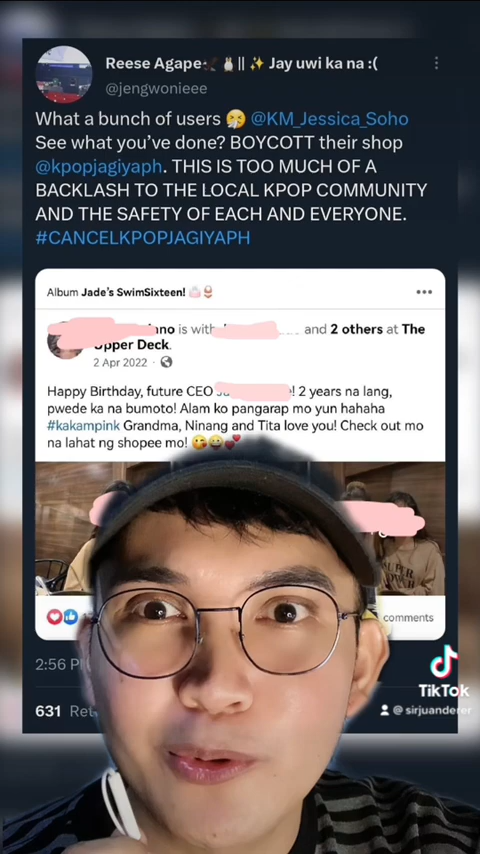 Reese Agape || Jay uwi ka na :(
@jengwonieee
What a bunch of users 🤧 @KM_Jessica_Soho
See what you've done? BOYCOTT their shop
@kpopjagiyaph. THIS IS TOO MUCH OF A
BACKLASH TO THE LOCAL KPOP COMMUNITY
AND THE SAFETY OF EACH AND EVERYONE.
#CANCELKPOPJAGIYAPH
Album Jade's SwimSixteen!
is with and 2 others at The
Upper Deck.
2 Apr 2022
Happy Birthday, future CEO ! 2 years na lang,
pwede ka na bumoto! Alam ko pangarap mo yun hahaha
#kakampink Grandma, Ninang and Tita love you! Check out mo
na lahat ng shopee mo! 😘😄💕
comments
2:56
631
TikTok
@sirjuanderer